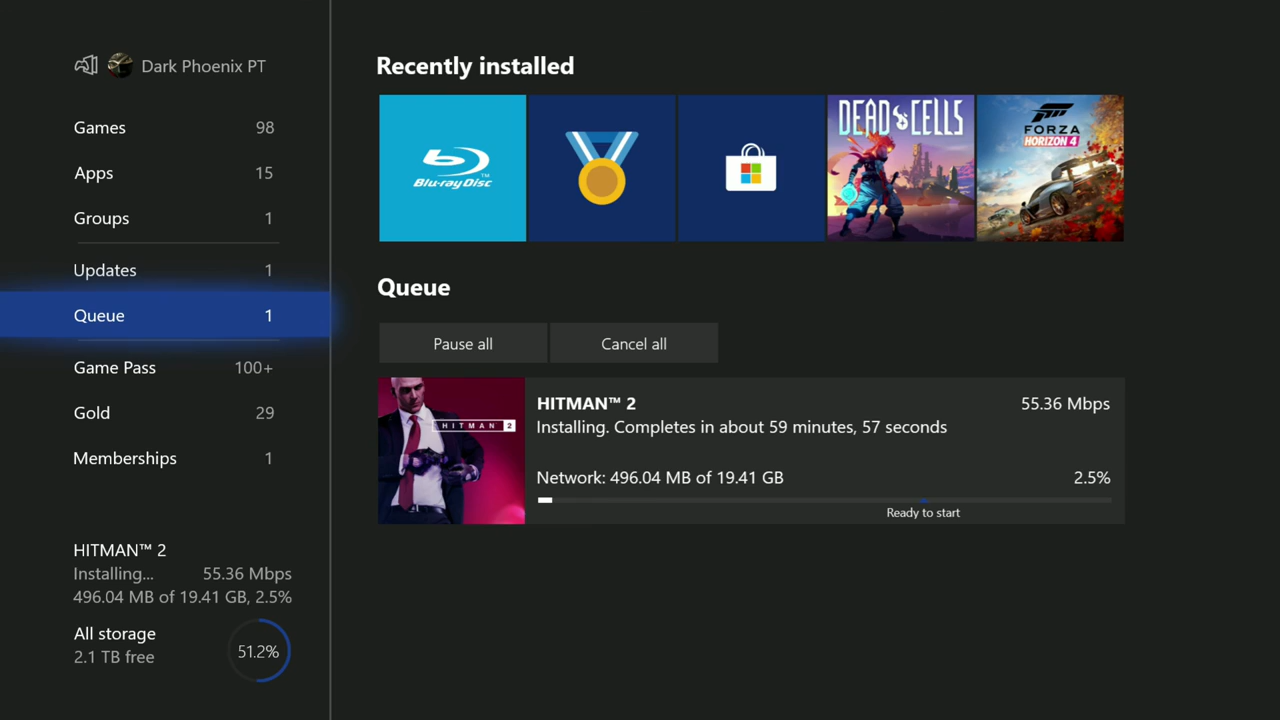 Dark Phoenix PT
Games 98
Apps 15
Groups 1
Updates 1
Queue 1
Game Pass 100+
Gold 29
Memberships 1
HITMAN™ 2
Installing... 55.36 Mbps
496.04 MB of 19.41 GB, 2.5%
All storage
2.1 TB free
51.2%
Recently installed
Blu-ray Disc™
DEAD CELLS
FORZA
HORIZON 4
Queue
Pause all Cancel all
HITMAN 2
HITMAN™ 2 55.36 Mbps
Installing. Completes in about 59 minutes, 57 seconds
Network: 496.04 MB of 19.41 GB 2.5%
Ready to start